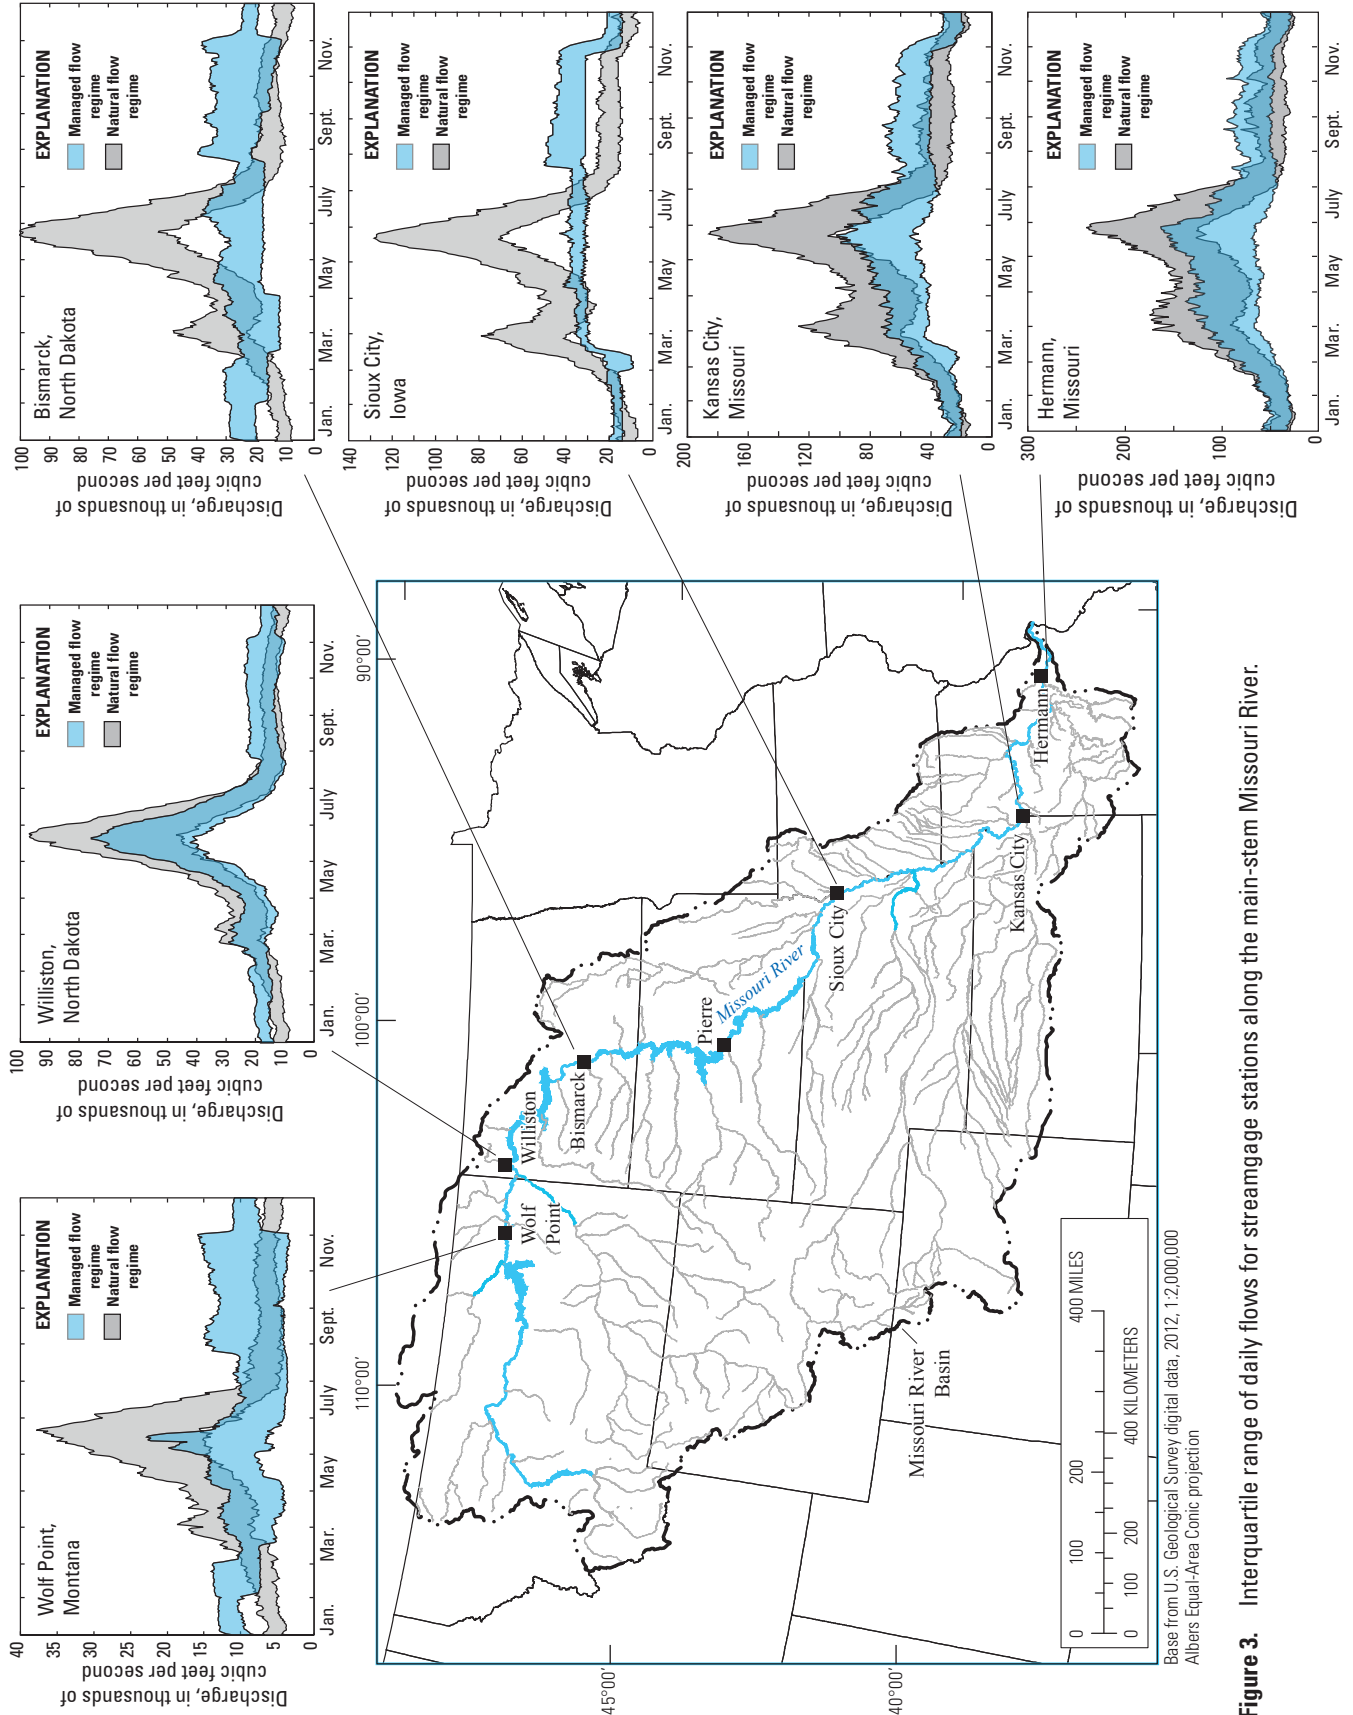 Wolf Point,
Montana
EXPLANATION
Managed flow
regime
Natural flow
regime
Discharge, in thousands of
cubic feet per second
40
35
30
25
20
15
10
5
0
Jan.
Mar.
May
July
Sept.
Nov.
Williston,
North Dakota
EXPLANATION
Managed flow
regime
Natural flow
regime
Discharge, in thousands of
cubic feet per second
100
90
80
70
60
50
40
30
20
10
0
Jan.
Mar.
May
July
Sept.
Nov.
Bismarck,
North Dakota
EXPLANATION
Managed flow
regime
Natural flow
regime
Discharge, in thousands of
cubic feet per second
100
90
80
70
60
50
40
30
20
10
0
Jan.
Mar.
May
July
Sept.
Nov.
Sioux City,
Iowa
EXPLANATION
Managed flow
regime
Natural flow
regime
Discharge, in thousands of
cubic feet per second
140
120
100
80
60
40
20
0
Jan.
Mar.
May
July
Sept.
Nov.
Kansas City,
Missouri
EXPLANATION
Managed flow
regime
Natural flow
regime
Discharge, in thousands of
cubic feet per second
200
160
120
80
40
0
Jan.
Mar.
May
July
Sept.
Nov.
Hermann,
Missouri
EXPLANATION
Managed flow
regime
Natural flow
regime
Discharge, in thousands of
cubic feet per second
300
200
100
0
Jan.
Mar.
May
July
Sept.
Nov.
110°00'
100°00'
90°00'
45°00'
40°00'
Wolf
Point
Williston
Bismarck
Pierre
Missouri River
Sioux City
Kansas City
Hermann
Missouri River
Basin
0 100 200 400 MILES
0 100 200 400 KILOMETERS
Base from U.S. Geological Survey digital data, 2012, 1:2,000,000
Albers Equal-Area Conic projection
Figure 3. Interquartile range of daily flows for streamgage stations along the main-stem Missouri River.